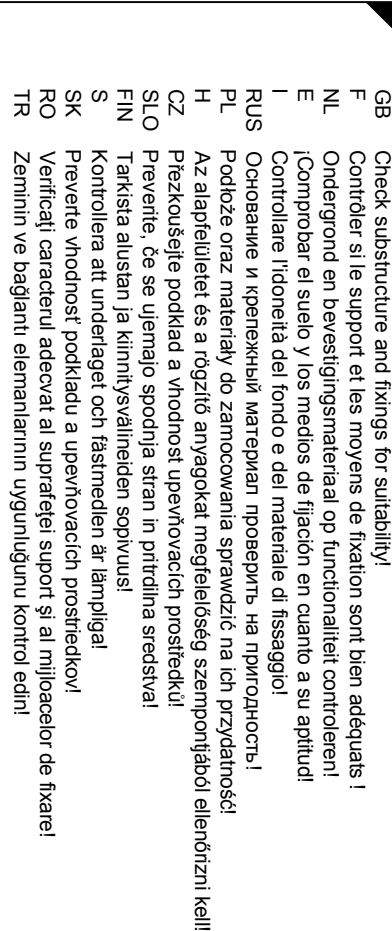 GB Check substructure and fixings for suitability!
F Contrôler si le support et les moyens de fixation sont bien adéquats !
NL Ondergrond en bevestigingsmateriaal op functionaliteit controleren!
E ¡Comprobar el suelo y los medios de fijación en cuanto a su aptitud!
I Controllare l'idoneità del fondo e del materiale di fissaggio!
RUS Основание и крепежный материал проверить на пригодность!
PL Podłoże oraz materiały do zamocowania sprawdzić na ich przydatność!
H Az alapfelületet és a rögzítő anyagokat megfelelőség szempontjából ellenőrizni kell!
CZ Přezkoušejte podklad a vhodnost upevňovacích prostředků!
SLO Preverite, če se ujemajo spodnja stran in pritrdilna sredstva!
FIN Tarkista alustan ja kiinnitysvälineiden sopivuus!
S Kontrollera att underlaget och fästmedlen är lämpliga!
SK Preverte vhodnosť podkladu a upevňovacích prostriedkov!
RO Verificaţi caracterul adecvat al suprafeţei suport şi al mijloacelor de fixare!
TR Zeminin ve bağlantı elemanlarının uygunluğunu kontrol edin!